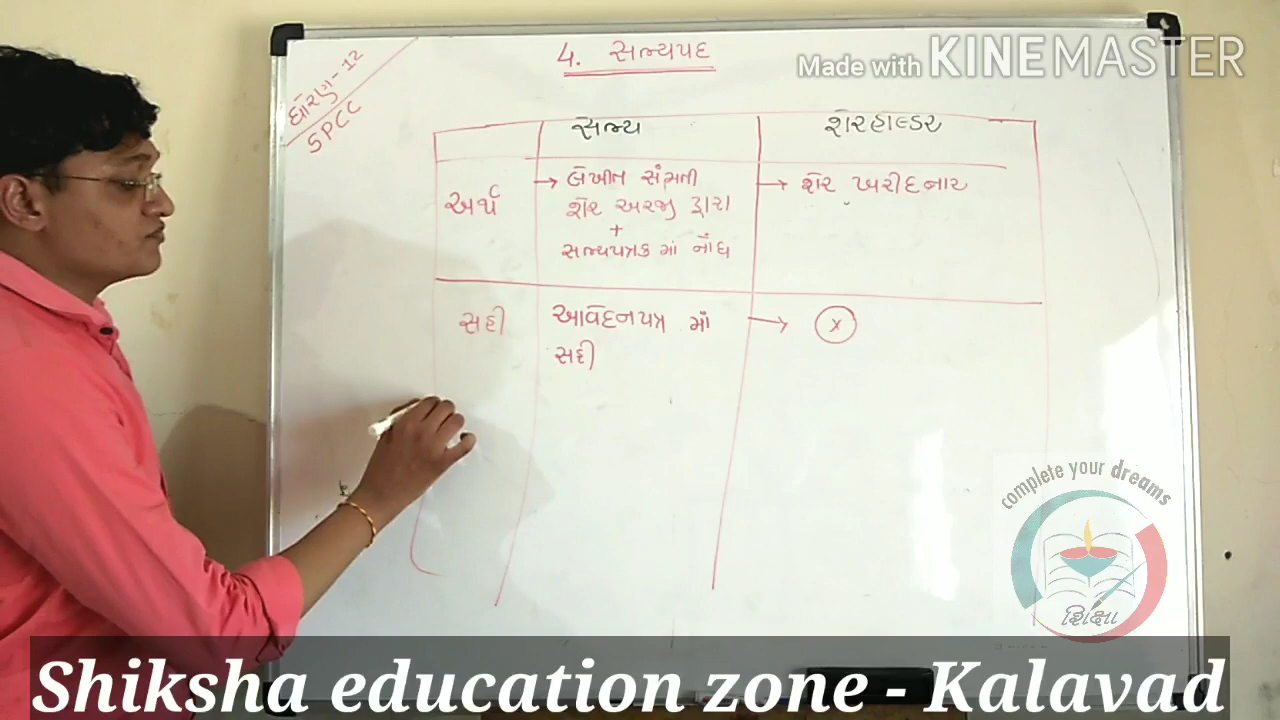 ધોરણ - 12
SPCC
4. સભ્યપદ
Made with KINEMASTER
સભ્ય
શેરહોલ્ડર
અર્થ
→ લેખીત સંમતી
શેર અરજી દ્વારા
+
સભ્યપત્રક માં નોંધ
→ શેર ખરીદનાર
સહી
આવેદનપત્ર માં
સહી
→ x
complete your dreams
શિક્ષા
Shiksha education zone - Kalavad